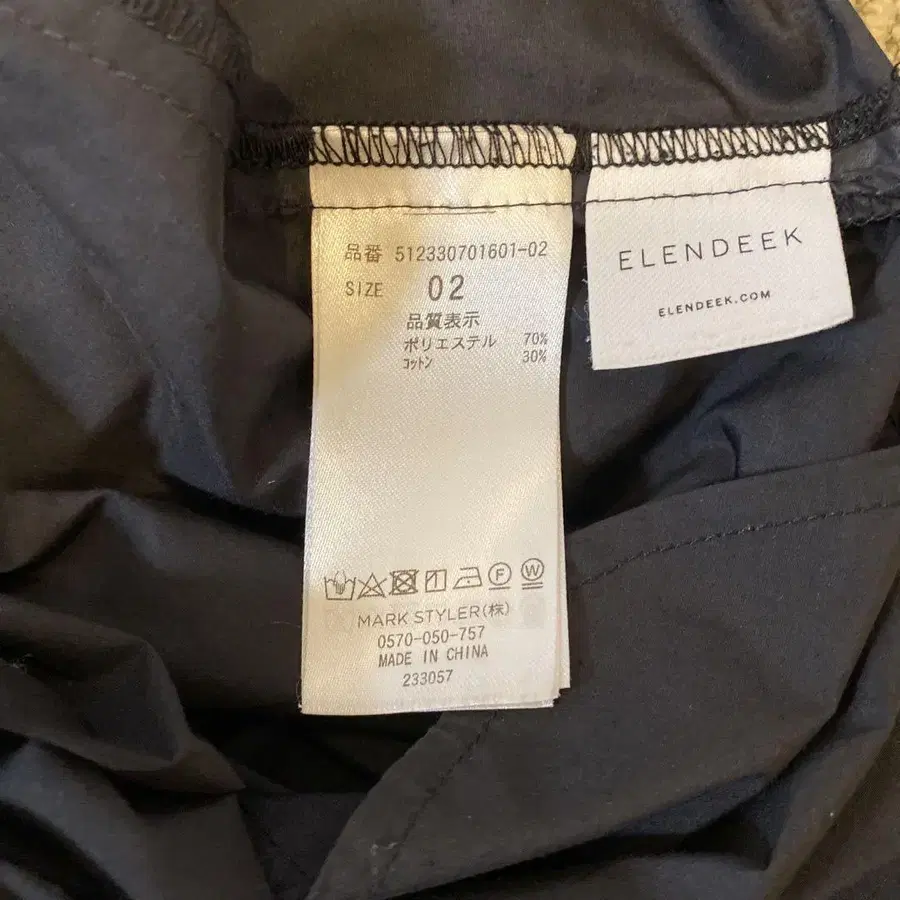 品番 512330701601-02
SIZE 02
品質表示
ポリエステル 70%
コットン 30%
MARK STYLER(株)
0570-050-757
MADE IN CHINA
233057
ELENDEEK
ELENDEEK.COM